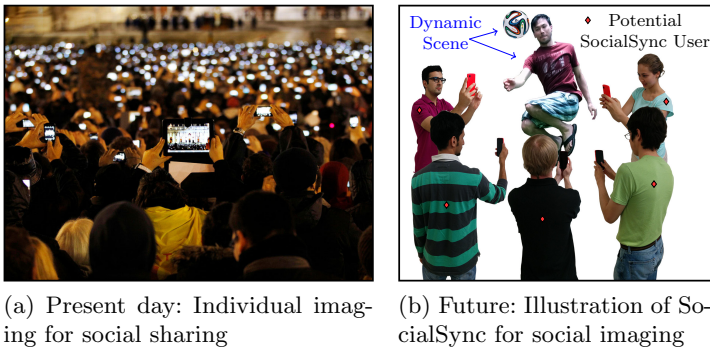 Dynamic
Scene
Potential
SocialSync User
(a) Present day: Individual imag-
ing for social sharing
(b) Future: Illustration of So-
cialSync for social imaging